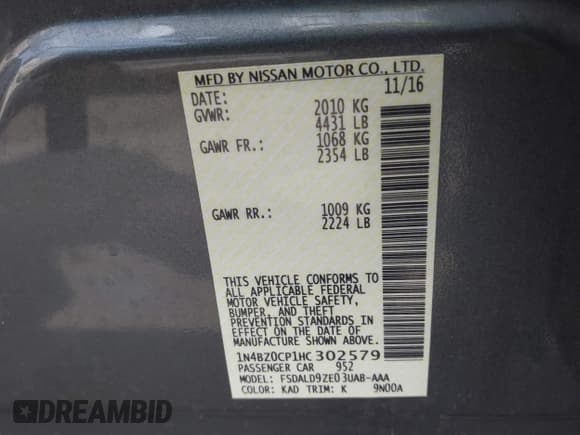 MFD BY NISSAN MOTOR CO., LTD.
DATE: 11/16
GVWR: 2010 KG
4431 LB
GAWR FR.: 1068 KG
2354 LB
GAWR RR.: 1009 KG
2224 LB
THIS VEHICLE CONFORMS TO
ALL APPLICABLE FEDERAL
MOTOR VEHICLE SAFETY,
BUMPER, AND THEFT
PREVENTION STANDARDS IN
EFFECT ON THE DATE OF
MANUFACTURE SHOWN ABOVE.
1N4BZ0CP1HC302579
PASSENGER CAR 952
MODEL: FSDALD9ZE03UAB-AAA
COLOR: KAD TRIM: K 9N00A
DREAMBID